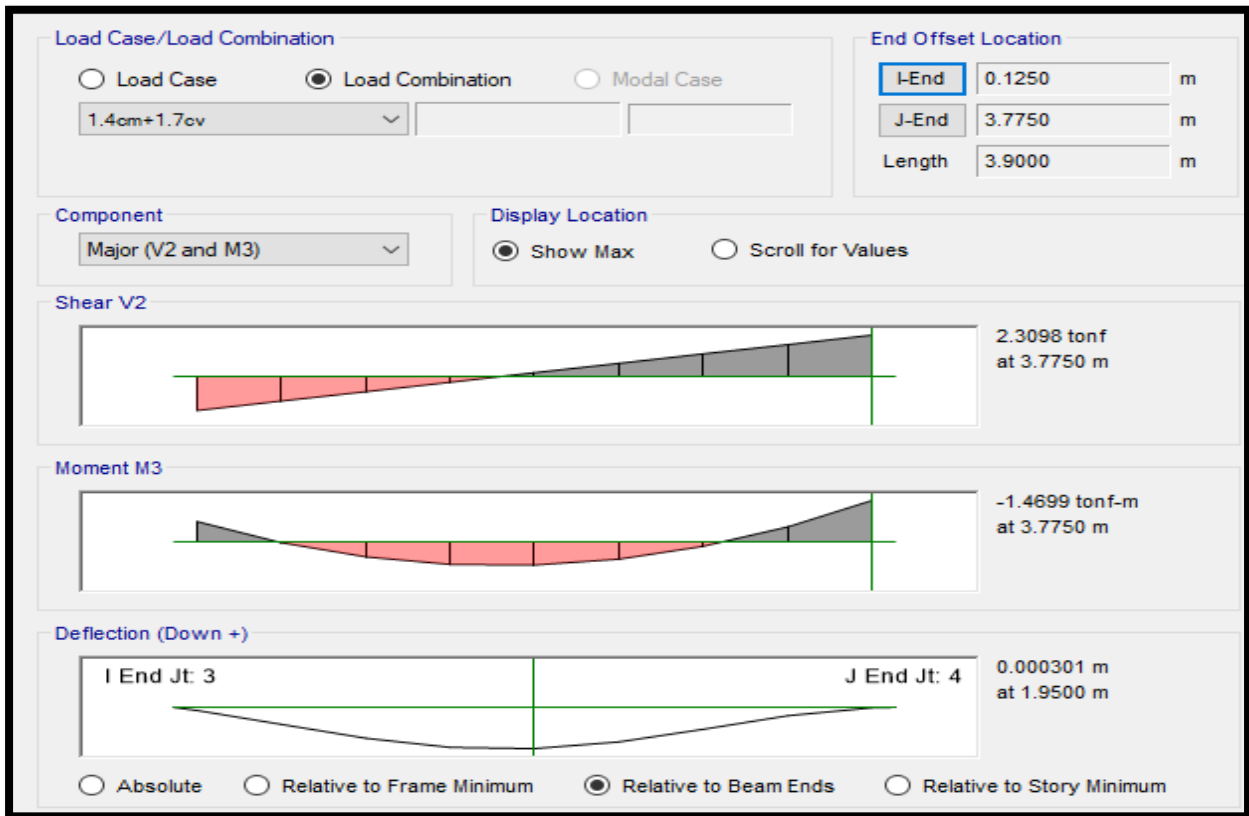 Load Case/Load Combination
Load Case
Load Combination
Modal Case
1.4cm+1.7cv
End Offset Location
I-End
0.1250
m
J-End
3.7750
m
Length
3.9000
m
Component
Major (V2 and M3)
Display Location
Show Max
Scroll for Values
Shear V2
2.3098 tonf
at 3.7750 m
Moment M3
-1.4699 tonf-m
at 3.7750 m
Deflection (Down +)
I End Jt: 3
J End Jt: 4
0.000301 m
at 1.9500 m
Absolute
Relative to Frame Minimum
Relative to Beam Ends
Relative to Story Minimum